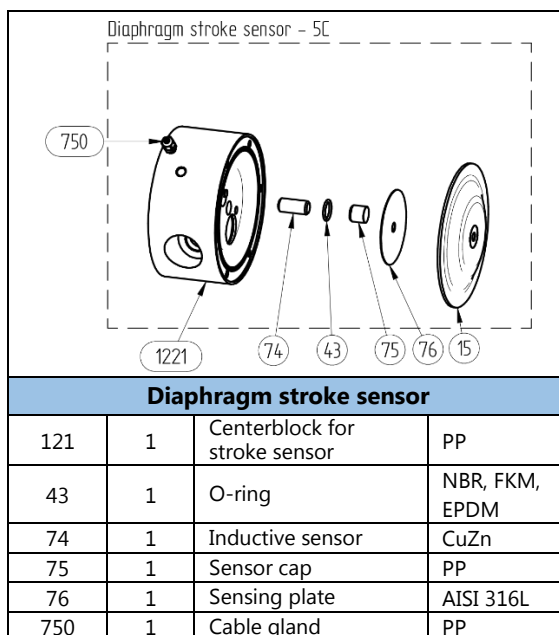 Diaphragm stroke sensor - 5C
750
1221
74
43
75
76
15
Diaphragm stroke sensor
121 1 Centerblock for stroke sensor PP
43 1 O-ring NBR, FKM, EPDM
74 1 Inductive sensor CuZn
75 1 Sensor cap PP
76 1 Sensing plate AISI 316L
750 1 Cable gland PP